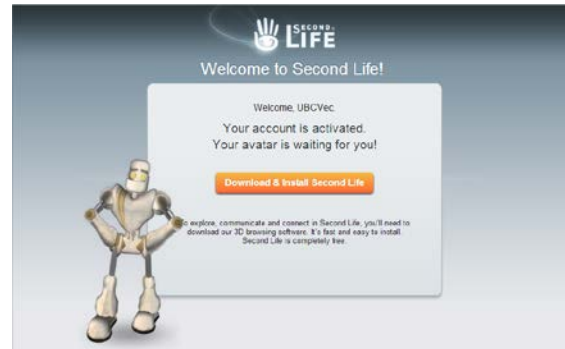 SECOND
LIFE
Welcome to Second Life!
Welcome, UBCVec.
Your account is activated.
Your avatar is waiting for you!
Download & Install Second Life
o explore, communicate and connect in Second Life, you'll need to
download our 3D browsing software. It's fast and easy to install.
Second Life is completely free.